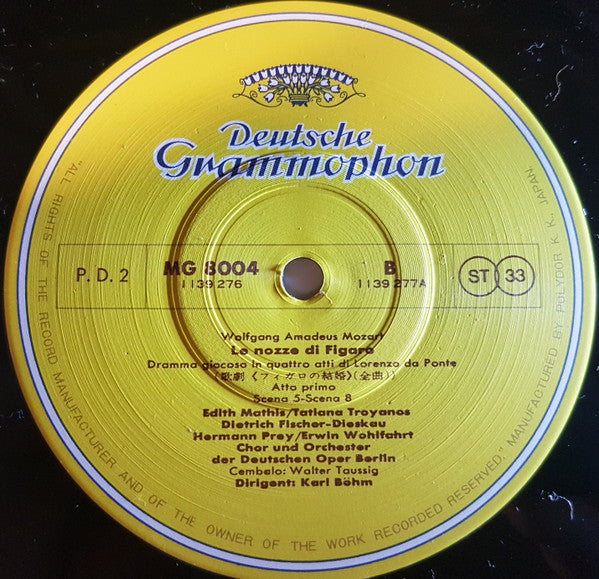 Deutsche
Grammophon
P. D. 2
MG 8004
1139 276
B
1139 277A
ST 33
Wolfgang Amadeus Mozart
Le nozze di Figaro
Dramma giocoso in quattro atti di Lorenzo da Ponte
(歌劇《フィガロの結婚》(全曲))
Atto primo
Scena 5-Scena 8
Edith Mathis/Tatiana Troyanos
Dietrich Fischer-Dieskau
Hermann Prey/Erwin Wohlfahrt
Chor und Orchester
der Deutschen Oper Berlin
Cembalo: Walter Taussig
Dirigent: Karl Böhm
"ALL RIGHTS OF THE RECORD MANUFACTURER AND OF THE OWNER OF THE WORK RECORDED RESERVED." MANUFACTURED BY POLYDOR K. K., JAPAN.